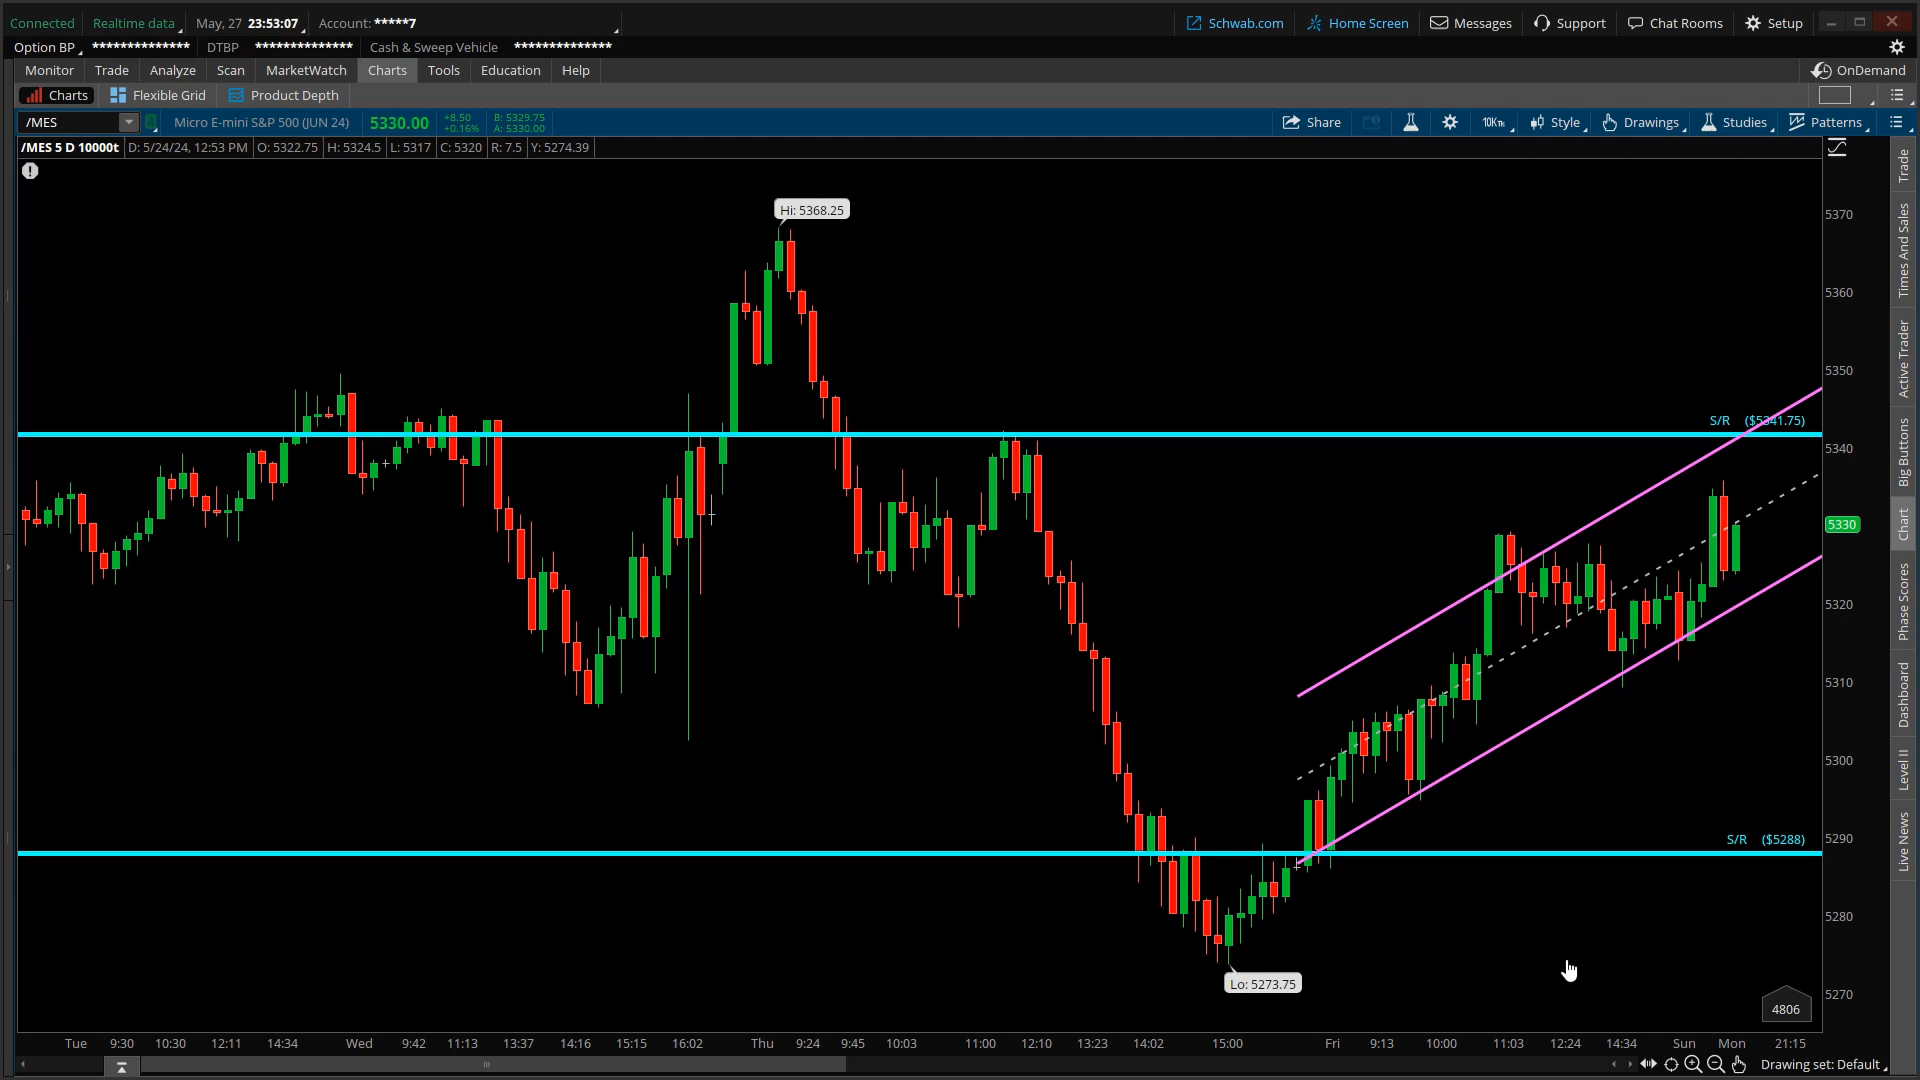 Connected Realtime data May, 27 23:53:07 Account: *****7 Schwab.com Home Screen Messages Support Chat Rooms Setup
Option BP ************** DTBP ************** Cash & Sweep Vehicle **************
Monitor Trade Analyze Scan MarketWatch Charts Tools Education Help OnDemand
Charts Flexible Grid Product Depth
/MES Micro E-mini S&P 500 (JUN 24) 5330.00 +8.50 B: 5329.75 Share 10KTk Style Drawings Studies Patterns
+0.16% A: 5330.00
/MES 5 D 10000t D: 5/24/24, 12:53 PM O: 5322.75 H: 5324.5 L: 5317 C: 5320 R: 7.5 Y: 5274.39
Hi: 5368.25
5370
5360
5350
S/R ($5341.75)
5340
5330
5320
5310
5300
S/R ($5288)
5290
5280
Lo: 5273.75
5270
4806
Tue 9:30 10:30 12:11 14:34 Wed 9:42 11:13 13:37 14:16 15:15 16:02 Thu 9:24 9:45 10:03 11:00 12:10 13:23 14:02 15:00 Fri 9:13 10:00 11:03 12:24 14:34 Sun Mon 21:15
Drawing set: Default
Trade
Times And Sales
Active Trader
Big Buttons
Chart
Phase Scores
Dashboard
Level II
Live News